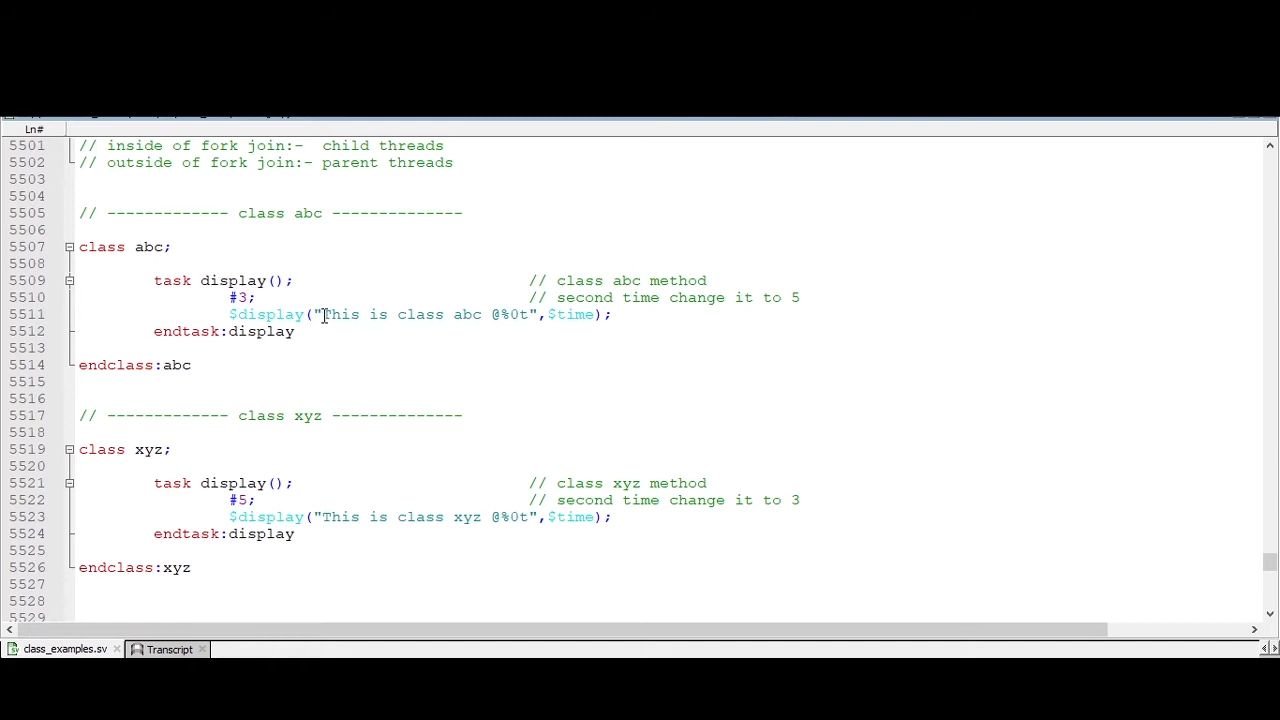 Ln#
5501 // inside of fork join:- child threads
5502 // outside of fork join:- parent threads
5503
5504
5505 // ------------- class abc --------------
5506
5507 class abc;
5508
5509 task display(); // class abc method
5510 #3; // second time change it to 5
5511 $display("This is class abc @%0t",$time);
5512 endtask:display
5513
5514 endclass:abc
5515
5516
5517 // ------------- class xyz --------------
5518
5519 class xyz;
5520
5521 task display(); // class xyz method
5522 #5; // second time change it to 3
5523 $display("This is class xyz @%0t",$time);
5524 endtask:display
5525
5526 endclass:xyz
5527
5528
5529
class_examples.sv Transcript